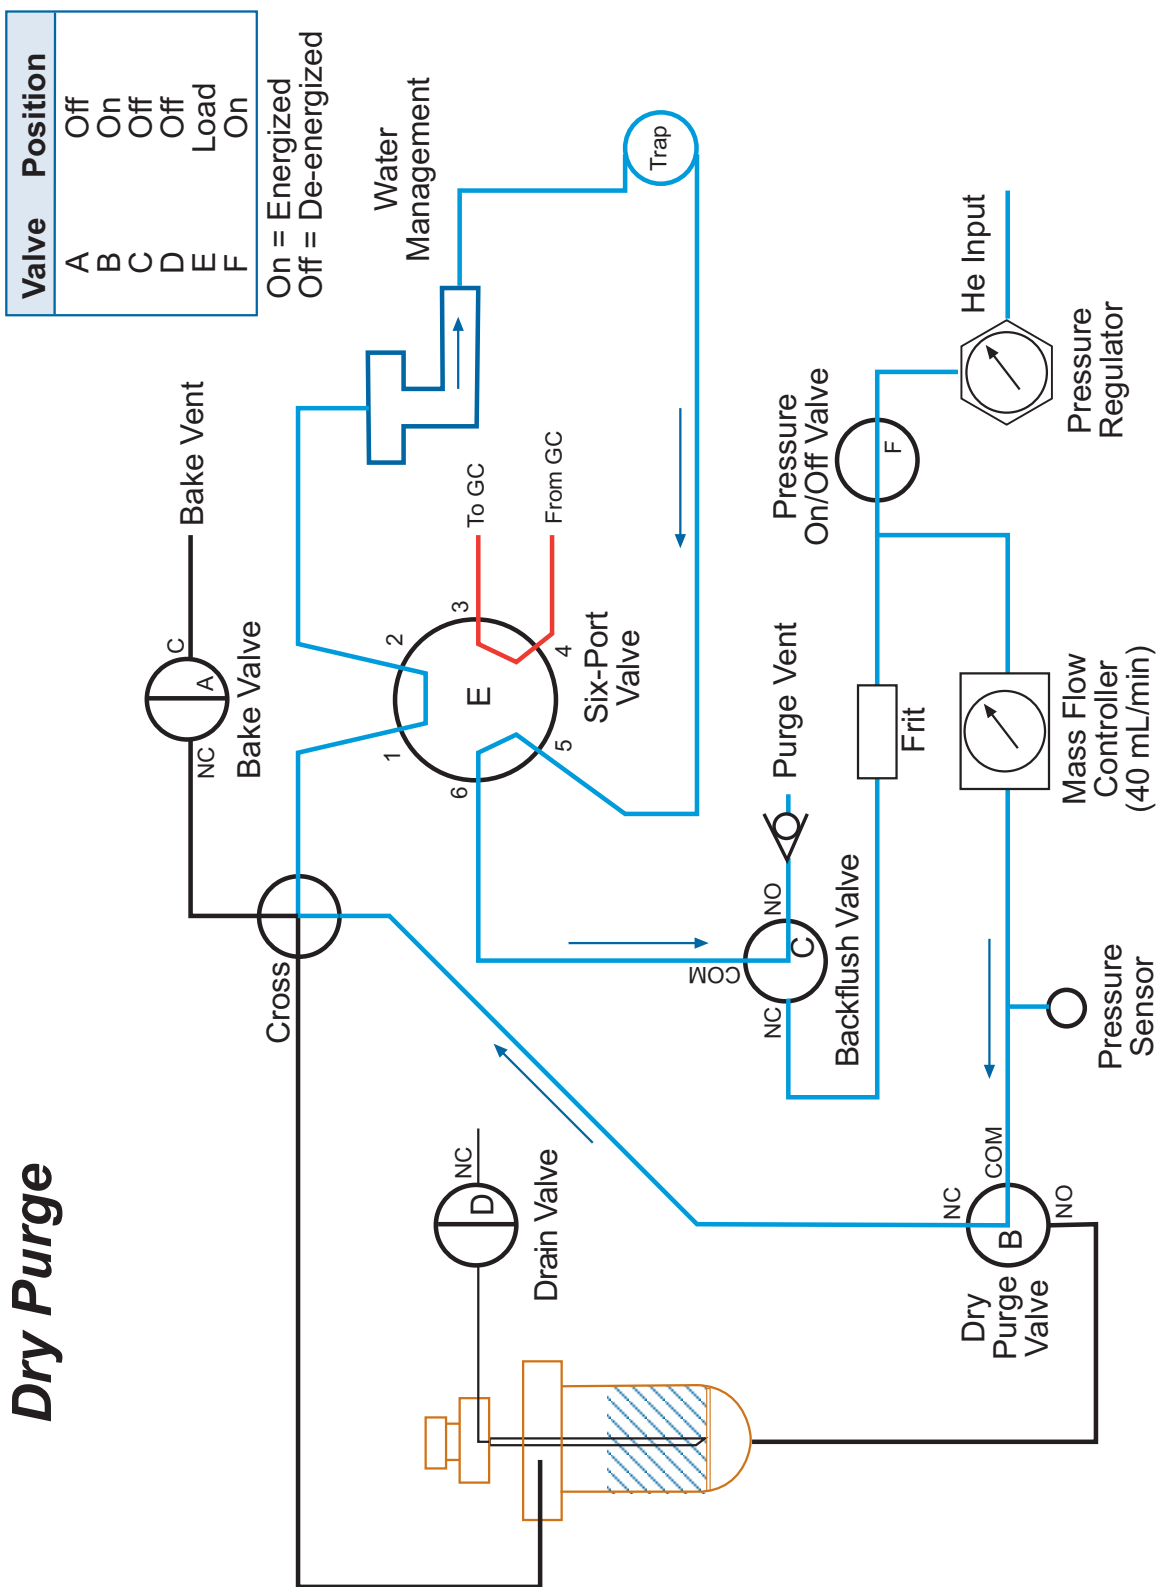 Dry Purge
Valve Position
A Off
B On
C Off
D Off
E Load
F On
On = Energized
Off = De-energized
Bake Vent
C
A
NC
Bake Valve
Water
Management
Trap
Cross
1
2
3
4
5
6
E
To GC
From GC
Six-Port
Valve
He Input
Pressure
Regulator
Pressure
On/Off Valve
F
Purge Vent
NO
C
COM
NC
Backflush Valve
Frit
Mass Flow
Controller
(40 mL/min)
Pressure
Sensor
NC
D
Drain Valve
NC
COM
B
NO
Dry
Purge
Valve